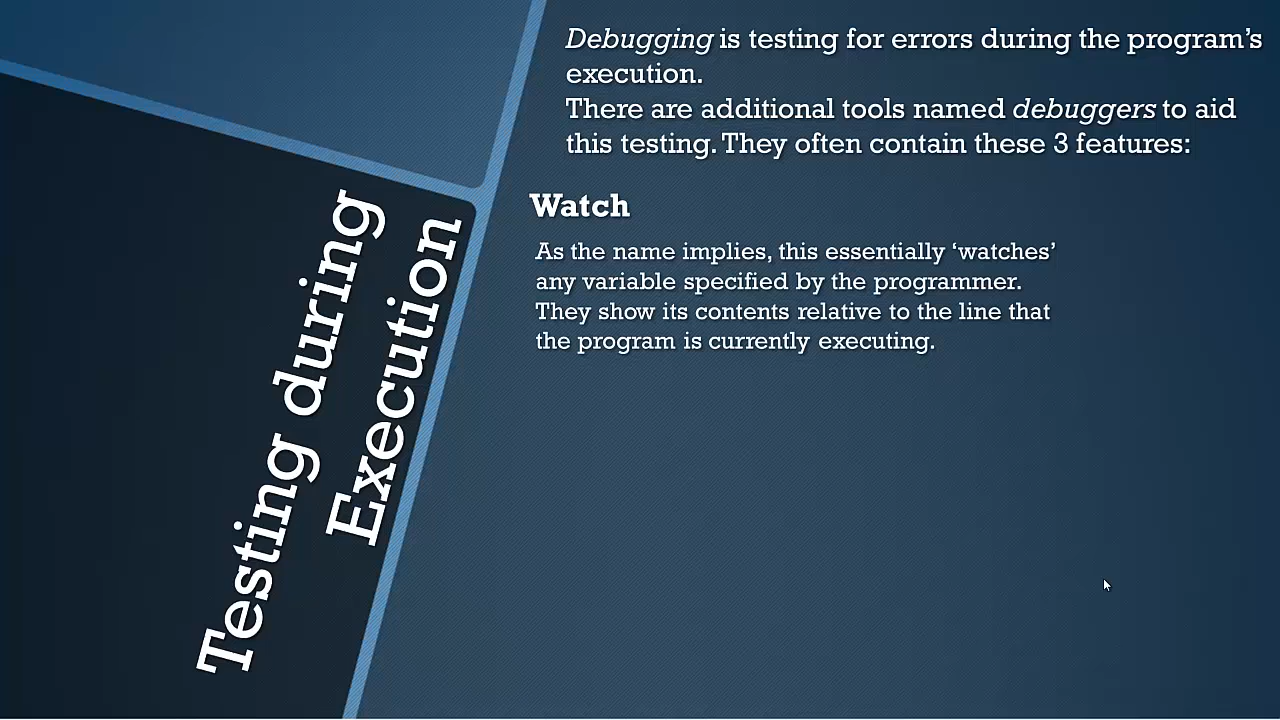 Testing during
Execution
Debugging is testing for errors during the program’s
execution.
There are additional tools named debuggers to aid
this testing. They often contain these 3 features:
Watch
As the name implies, this essentially ‘watches’
any variable specified by the programmer.
They show its contents relative to the line that
the program is currently executing.